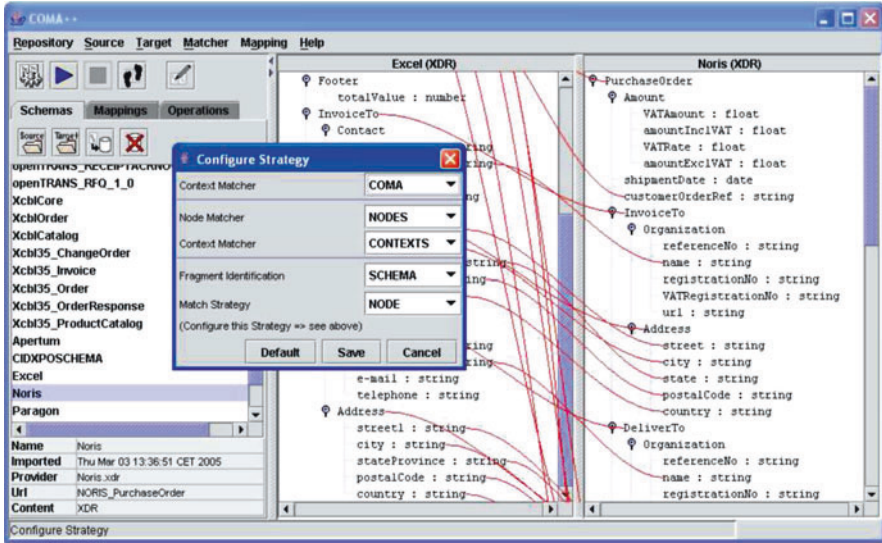 COMA++
Repository Source Target Matcher Mapping Help
Schemas Mappings Operations
Source Target
openTRANS_RFQ_1_0
XcblCore
XcblOrder
XcblCatalog
Xcbl35_ChangeOrder
Xcbl35_Invoice
Xcbl35_Order
Xcbl35_OrderResponse
Xcbl35_ProductCatalog
Apertum
CIDXPOSCHEMA
Excel
Noris
Paragon
Name Noris
Imported Thu Mar 03 13:36:51 CET 2005
Provider Noris.xdr
Url NORIS_PurchaseOrder
Content XDR
Configure Strategy
Configure Strategy
Context Matcher COMA
Node Matcher NODES
Context Matcher CONTEXTS
Fragment Identification SCHEMA
Match Strategy NODE
(Configure this Strategy => see above)
Default Save Cancel
Excel (XDR)
Footer
totalValue : number
InvoiceTo
Contact
e-mail : string
telephone : string
Address
street1 : string
city : string
stateProvince : string
postalCode : string
country : string
Noris (XDR)
PurchaseOrder
Amount
VATAmount : float
amountInclVAT : float
VATRate : float
amountExclVAT : float
shipmentDate : date
customerOrderRef : string
InvoiceTo
Organization
referenceNo : string
name : string
registrationNo : string
VATRegistrationNo : string
url : string
Address
street : string
city : string
state : string
postalCode : string
country : string
DeliverTo
Organization
referenceNo : string
name : string
registrationNo : string